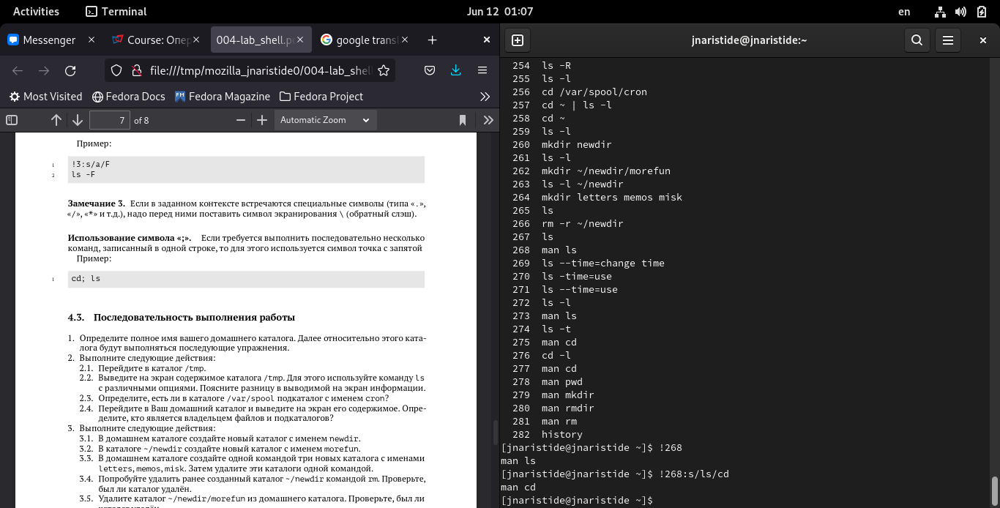 Activities
Terminal
Jun 12 01:07
en
Messenger
Course: Опер
004-lab_shell.p
google trans
file:///tmp/mozilla_jnaristide0/004-lab_shel
Most Visited
Fedora Docs
Fedora Magazine
Fedora Project
7 of 8
Automatic Zoom
Пример:
1 !3:s/a/F
2 ls -F
Замечание 3. Если в заданном контексте встречаются специальные символы (типа «.»,
«/», «*» и т.д.), надо перед ними поставить символ экранирования \ (обратный слэш).
Использование символа «;». Если требуется выполнить последовательно несколько
команд, записанный в одной строке, то для этого используется символ точка с запятой
Пример:
1 cd; ls
4.3. Последовательность выполнения работы
1. Определите полное имя вашего домашнего каталога. Далее относительно этого ката-
лога будут выполняться последующие упражнения.
2. Выполните следующие действия:
2.1. Перейдите в каталог /tmp.
2.2. Выведите на экран содержимое каталога /tmp. Для этого используйте команду ls
с различными опциями. Поясните разницу в выводимой на экран информации.
2.3. Определите, есть ли в каталоге /var/spool подкаталог с именем cron?
2.4. Перейдите в Ваш домашний каталог и выведите на экран его содержимое. Опре-
делите, кто является владельцем файлов и подкаталогов?
3. Выполните следующие действия:
3.1. В домашнем каталоге создайте новый каталог с именем newdir.
3.2. В каталоге ~/newdir создайте новый каталог с именем morefun.
3.3. В домашнем каталоге создайте одной командой три новых каталога с именами
letters, memos, misk. Затем удалите эти каталоги одной командой.
3.4. Попробуйте удалить ранее созданный каталог ~/newdir командой rm. Проверьте,
был ли каталог удалён.
3.5. Удалите каталог ~/newdir/morefun из домашнего каталога. Проверьте, был ли
jnaristide@jnaristide:~
254 ls -R
255 ls -l
256 cd /var/spool/cron
257 cd ~ | ls -l
258 cd ~
259 ls -l
260 mkdir newdir
261 ls -l
262 mkdir ~/newdir/morefun
263 ls -l ~/newdir
264 mkdir letters memos misk
265 ls
266 rm -r ~/newdir
267 ls
268 man ls
269 ls --time=change time
270 ls -time=use
271 ls --time=use
272 ls -l
273 man ls
274 ls -t
275 man cd
276 cd -l
277 man cd
278 man pwd
279 man mkdir
280 man rmdir
281 man rm
282 history
[jnaristide@jnaristide ~]$ !268
man ls
[jnaristide@jnaristide ~]$ !268:s/ls/cd
man cd
[jnaristide@jnaristide ~]$